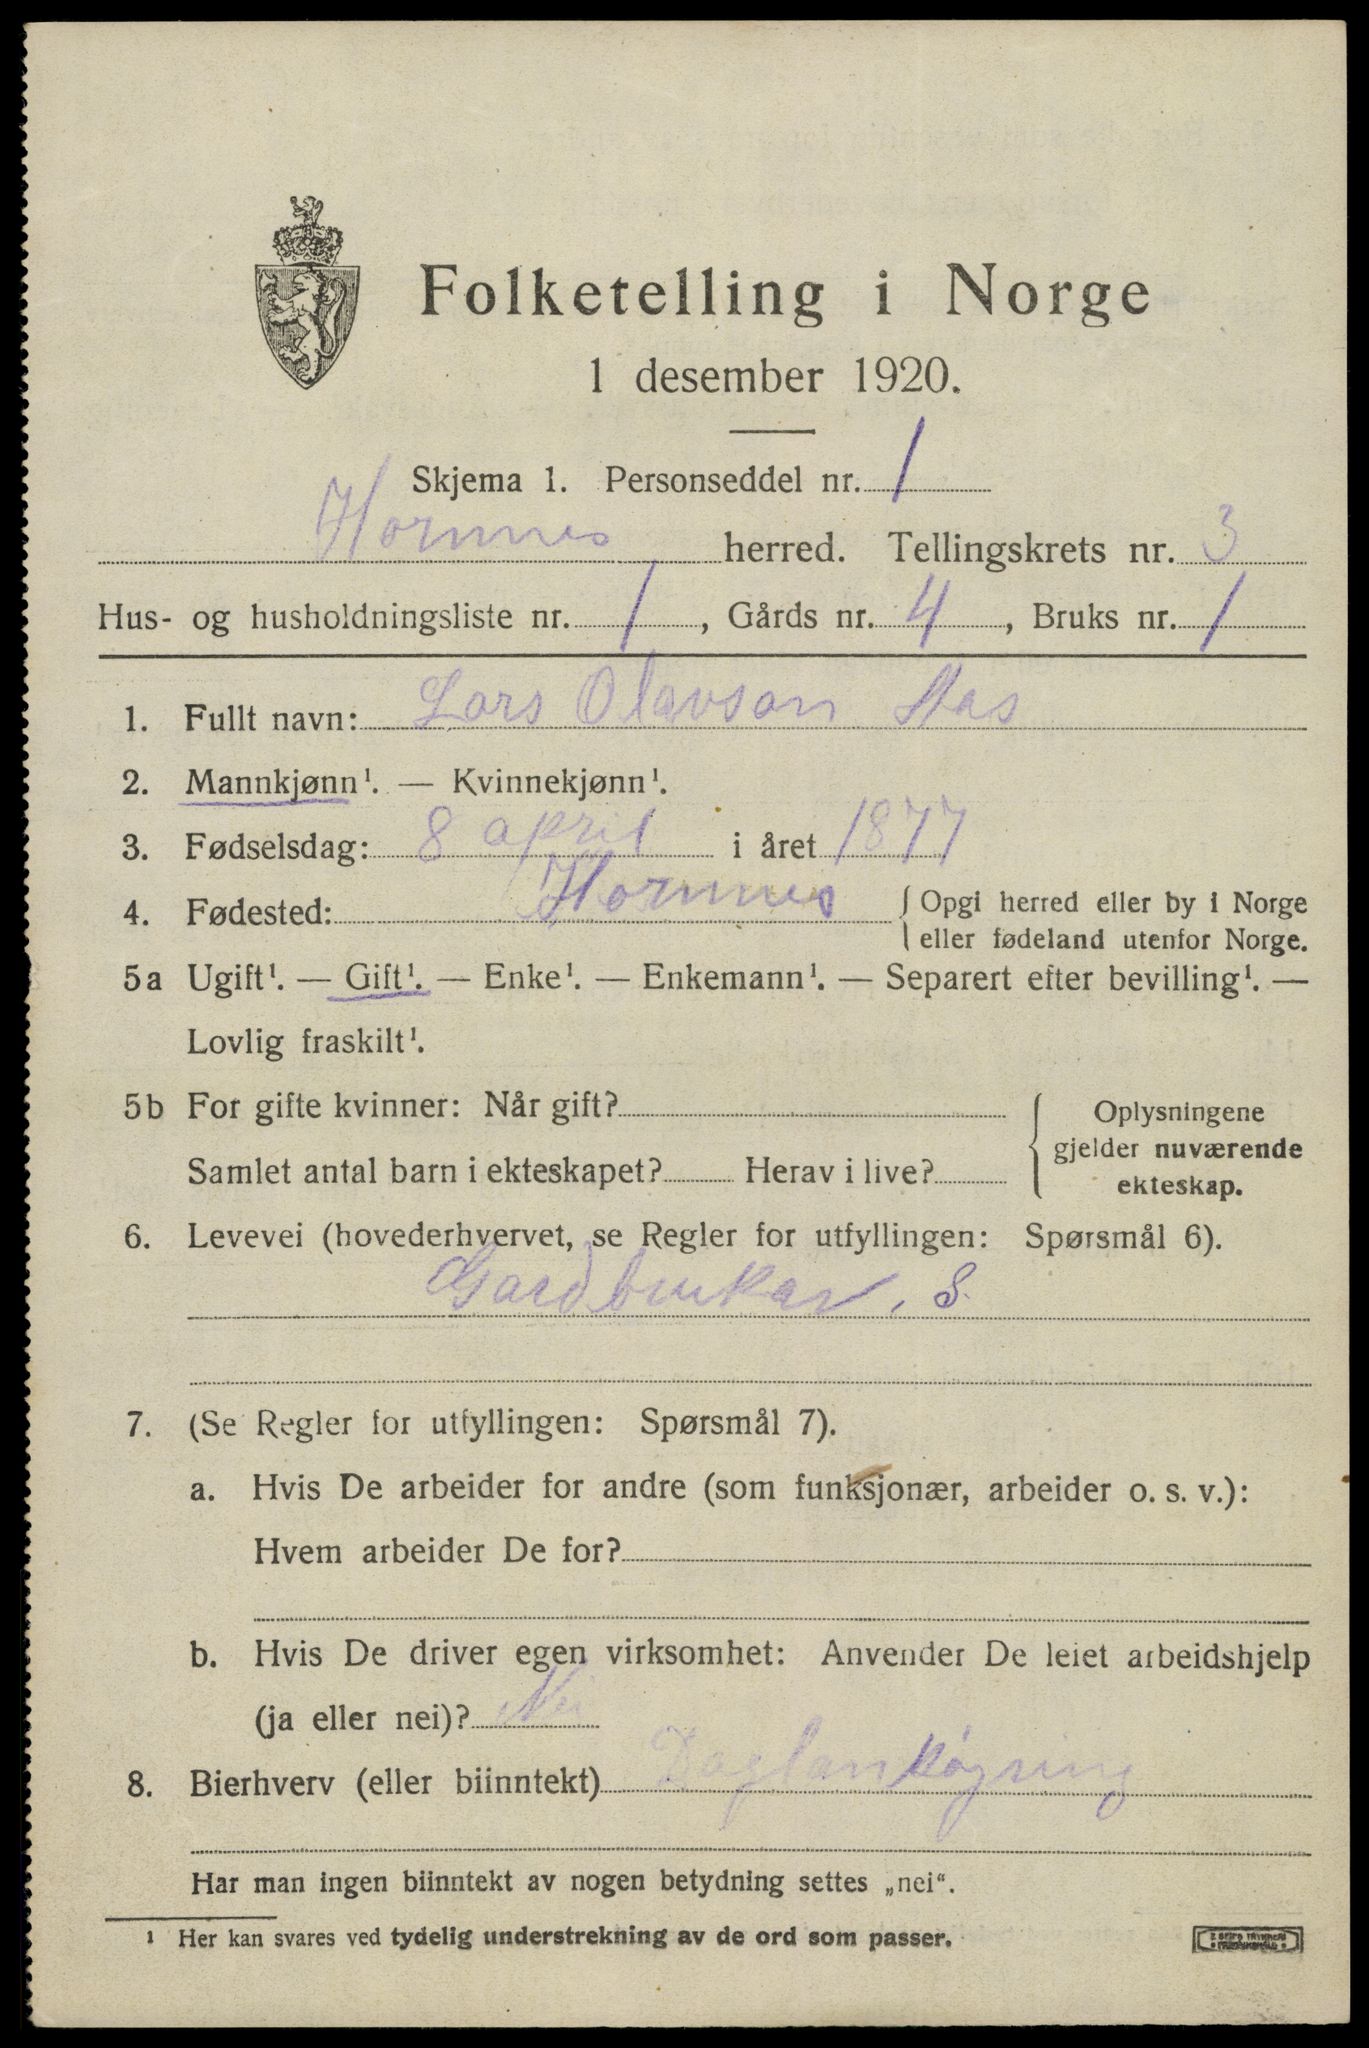 Folketelling i Norge
1 desember 1920.
Skjema 1. Personseddel nr. 1
Hornnes herred. Tellingskrets nr. 3
Hus- og husholdningsliste nr. 1, Gårds nr. 4, Bruks nr. 1
1. Fullt navn: Lars Olavson Aas
2. Mannkjønn¹. — Kvinnekjønn¹.
3. Fødselsdag: 8 april i året 1877
4. Fødested: Hornnes { Opgi herred eller by i Norge
eller fødeland utenfor Norge.
5a Ugift¹. — Gift¹. — Enke¹. — Enkemann¹. — Separert efter bevilling¹. —
Lovlig fraskilt¹.
5b For gifte kvinner: Når gift?
Samlet antal barn i ekteskapet? Herav i live?
{ Oplysningene
gjelder nuværende
ekteskap.
6. Levevei (hovederhvervet, se Regler for utfyllingen: Spørsmål 6).
Gardbrukar, S.
7. (Se Regler for utfyllingen: Spørsmål 7).
a. Hvis De arbeider for andre (som funksjonær, arbeider o. s. v.):
Hvem arbeider De for?
b. Hvis De driver egen virksomhet: Anvender De leiet arbeidshjelp
(ja eller nei)? Nei
8. Bierhverv (eller biinntekt)
Har man ingen biinntekt av nogen betydning settes „nei“.
1 Her kan svares ved tydelig understrekning av de ord som passer.